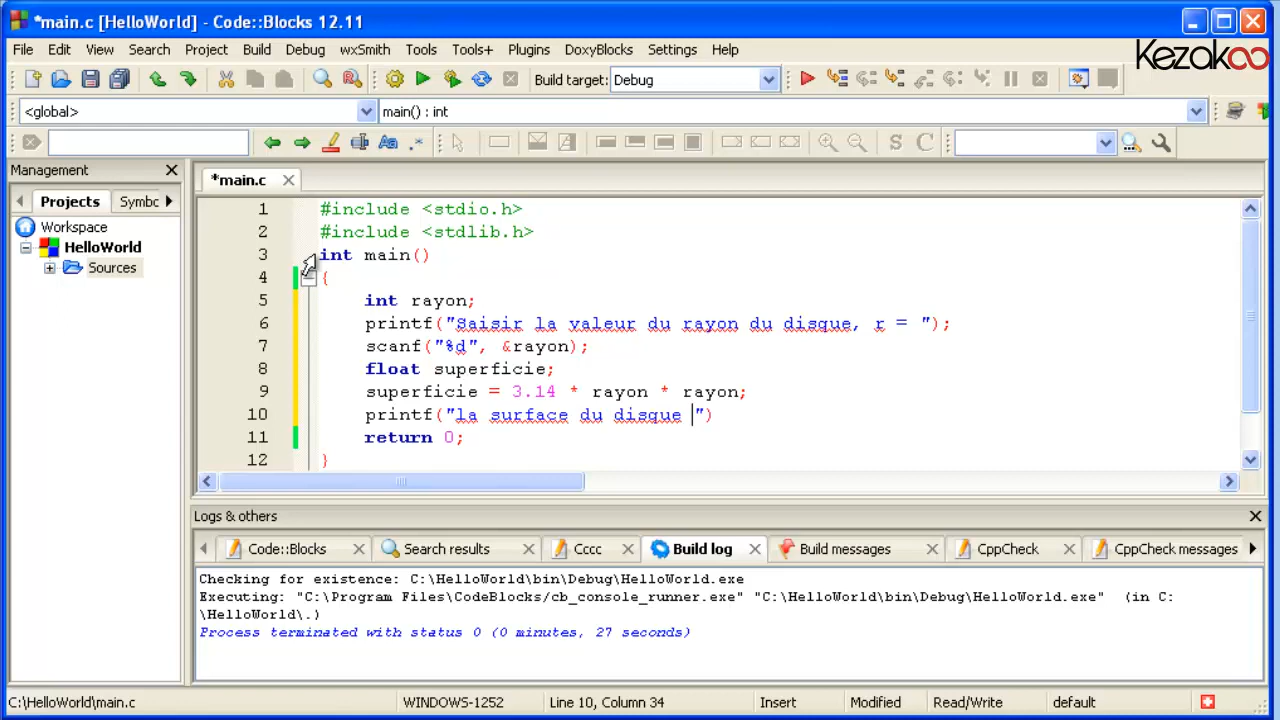 *main.c [HelloWorld] - Code::Blocks 12.11
File Edit View Search Project Build Debug wxSmith Tools Tools+ Plugins DoxyBlocks Settings Help
Kezakoo
Build target: Debug
<global> main() : int
Management
*main.c
Projects Symbc
Workspace
HelloWorld
Sources
1 #include <stdio.h>
2 #include <stdlib.h>
3 int main()
4 {
5 int rayon;
6 printf("Saisir la valeur du rayon du disque, r = ");
7 scanf("%d", &rayon);
8 float superficie;
9 superficie = 3.14 * rayon * rayon;
10 printf("la surface du disque ")
11 return 0;
12 }
Logs & others
Code::Blocks Search results Cccc Build log Build messages CppCheck CppCheck messages
Checking for existence: C:\HelloWorld\bin\Debug\HelloWorld.exe
Executing: "C:\Program Files\CodeBlocks/cb_console_runner.exe" "C:\HelloWorld\bin\Debug\HelloWorld.exe" (in C:
\HelloWorld\.)
Process terminated with status 0 (0 minutes, 27 seconds)
C:\HelloWorld\main.c WINDOWS-1252 Line 10, Column 34 Insert Modified Read/Write default